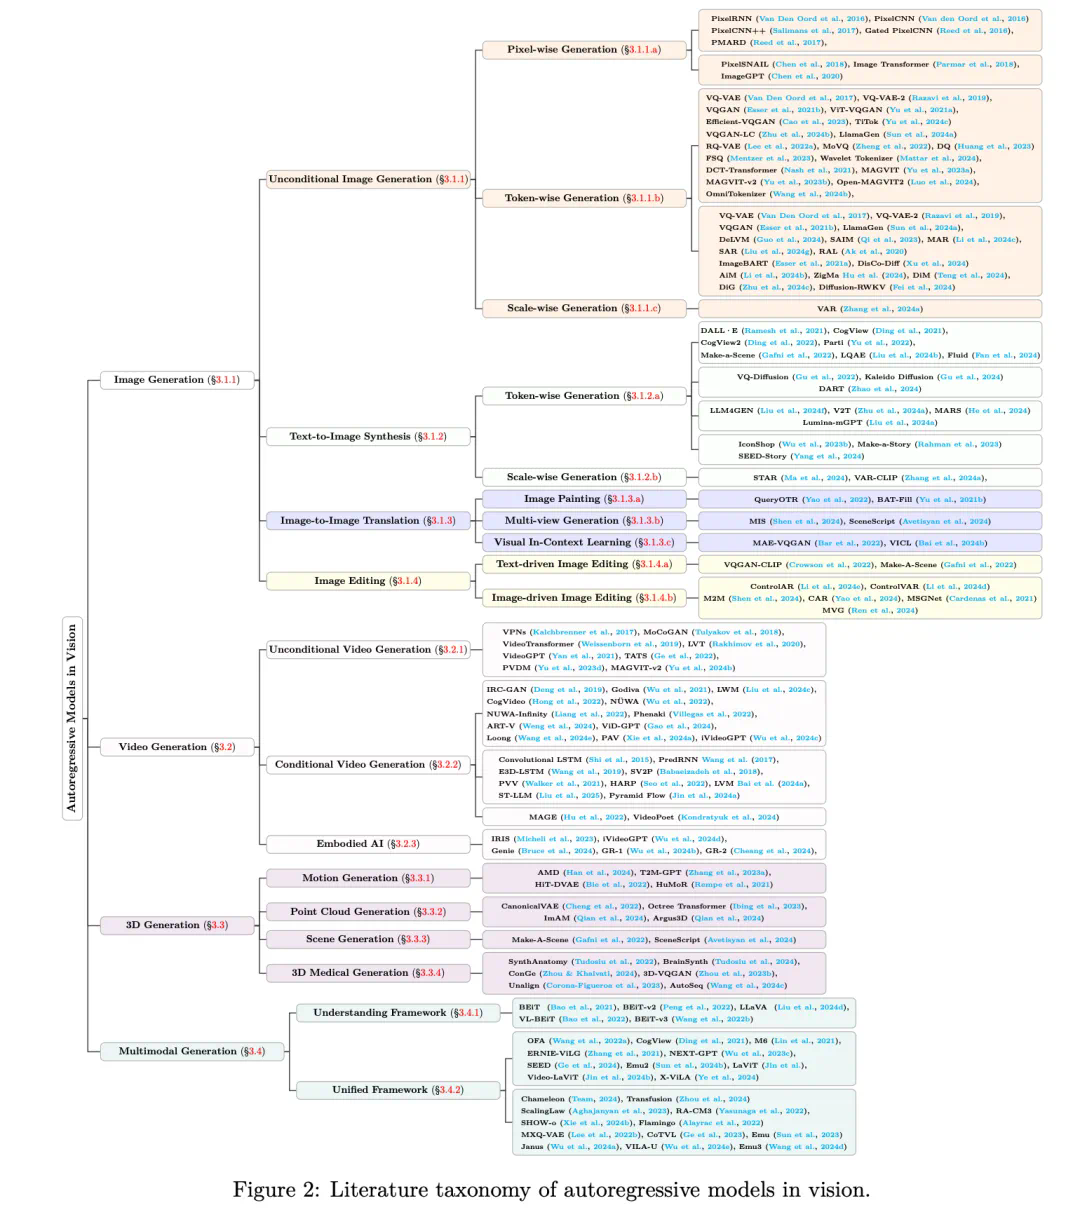 PixelRNN (Van Den Oord et al., 2016), PixelCNN (Van den Oord et al., 2016)
PixelCNN++ (Salimans et al., 2017), Gated PixelCNN (Reed et al., 2016),
PMARD (Reed et al., 2017),
Pixel-wise Generation (§3.1.1.a)
PixelSNAIL (Chen et al., 2018), Image Transformer (Parmar et al., 2018),
ImageGPT (Chen et al., 2020)
VQ-VAE (Van Den Oord et al., 2017), VQ-VAE-2 (Razavi et al., 2019),
VQGAN (Esser et al., 2021b), ViT-VQGAN (Yu et al., 2021a),
Efficient-VQGAN (Cao et al., 2023), TiTok (Yu et al., 2024c)
VQGAN-LC (Zhu et al., 2024b), LlamaGen (Sun et al., 2024a)
RQ-VAE (Lee et al., 2022a), MoVQ (Zheng et al., 2022), DQ (Huang et al., 2023)
FSQ (Mentzer et al., 2023), Wavelet Tokenizer (Mattar et al., 2024),
DCT-Transformer (Nash et al., 2021), MAGVIT (Yu et al., 2023a),
MAGVIT-v2 (Yu et al., 2023b), Open-MAGVIT2 (Luo et al., 2024),
OmniTokenizer (Wang et al., 2024b),
Unconditional Image Generation (§3.1.1)
Token-wise Generation (§3.1.1.b)
VQ-VAE (Van Den Oord et al., 2017), VQ-VAE-2 (Razavi et al., 2019),
VQGAN (Esser et al., 2021b), LlamaGen (Sun et al., 2024a),
DeLVM (Guo et al., 2024), SAIM (Qi et al., 2023), MAR (Li et al., 2024c),
SAR (Liu et al., 2024g), RAL (Ak et al., 2020)
ImageBART (Esser et al., 2021a), DisCo-Diff (Xu et al., 2024)
AiM (Li et al., 2024b), ZigMa Hu et al. (2024), DiM (Teng et al., 2024),
DiG (Zhu et al., 2024c), Diffusion-RWKV (Fei et al., 2024)
Scale-wise Generation (§3.1.1.c)
VAR (Zhang et al., 2024a)
Image Generation (§3.1.1)
DALL · E (Ramesh et al., 2021), CogView (Ding et al., 2021),
CogView2 (Ding et al., 2022), Parti (Yu et al., 2022),
Make-a-Scene (Gafni et al., 2022), LQAE (Liu et al., 2024b), Fluid (Fan et al., 2024)
VQ-Diffusion (Gu et al., 2022), Kaleido Diffusion (Gu et al., 2024)
DART (Zhao et al., 2024)
Token-wise Generation (§3.1.2.a)
LLM4GEN (Liu et al., 2024f), V2T (Zhu et al., 2024a), MARS (He et al., 2024)
Lumina-mGPT (Liu et al., 2024a)
Text-to-Image Synthesis (§3.1.2)
IconShop (Wu et al., 2023b), Make-a-Story (Rahman et al., 2023)
SEED-Story (Yang et al., 2024)
Scale-wise Generation (§3.1.2.b)
STAR (Ma et al., 2024), VAR-CLIP (Zhang et al., 2024a),
Image Painting (§3.1.3.a)
QueryOTR (Yao et al., 2022), BAT-Fill (Yu et al., 2021b)
Image-to-Image Translation (§3.1.3)
Multi-view Generation (§3.1.3.b)
MIS (Shen et al., 2024), SceneScript (Avetisyan et al., 2024)
Visual In-Context Learning (§3.1.3.c)
MAE-VQGAN (Bar et al., 2022), VICL (Bai et al., 2024b)
Text-driven Image Editing (§3.1.4.a)
VQGAN-CLIP (Crowson et al., 2022), Make-A-Scene (Gafni et al., 2022)
Image Editing (§3.1.4)
Image-driven Image Editing (§3.1.4.b)
ControlAR (Li et al., 2024e), ControlVAR (Li et al., 2024d)
M2M (Shen et al., 2024), CAR (Yao et al., 2024), MSGNet (Cardenas et al., 2021)
MVG (Ren et al., 2024)
Autoregressive Models in Vision
Unconditional Video Generation (§3.2.1)
VPNs (Kalchbrenner et al., 2017), MoCoGAN (Tulyakov et al., 2018),
VideoTransformer (Weissenborn et al., 2019), LVT (Rakhimov et al., 2020),
VideoGPT (Yan et al., 2021), TATS (Ge et al., 2022),
PVDM (Yu et al., 2023d), MAGVIT-v2 (Yu et al., 2024b)
Video Generation (§3.2)
IRC-GAN (Deng et al., 2019), Godiva (Wu et al., 2021), LWM (Liu et al., 2024c),
CogVideo (Hong et al., 2022), NÜWA (Wu et al., 2022),
NUWA-Infinity (Liang et al., 2022), Phenaki (Villegas et al., 2022),
ART-V (Weng et al., 2024), ViD-GPT (Gao et al., 2024),
Loong (Wang et al., 2024e), PAV (Xie et al., 2024a), iVideoGPT (Wu et al., 2024c)
Conditional Video Generation (§3.2.2)
Convolutional LSTM (Shi et al., 2015), PredRNN Wang et al. (2017),
E3D-LSTM (Wang et al., 2019), SV2P (Babaeizadeh et al., 2018),
PVV (Walker et al., 2021), HARP (Seo et al., 2022), LVM Bai et al. (2024a),
ST-LLM (Liu et al., 2025), Pyramid Flow (Jin et al., 2024a)
MAGE (Hu et al., 2022), VideoPoet (Kondratyuk et al., 2024)
Embodied AI (§3.2.3)
IRIS (Micheli et al., 2023), iVideoGPT (Wu et al., 2024d),
Genie (Bruce et al., 2024), GR-1 (Wu et al., 2024b), GR-2 (Cheang et al., 2024),
Motion Generation (§3.3.1)
AMD (Han et al., 2024), T2M-GPT (Zhang et al., 2023a),
HiT-DVAE (Bie et al., 2022), HuMoR (Rempe et al., 2021)
3D Generation (§3.3)
Point Cloud Generation (§3.3.2)
CanonicalVAE (Cheng et al., 2022), Octree Transformer (Ibing et al., 2023),
ImAM (Qian et al., 2024), Argus3D (Qian et al., 2024)
Scene Generation (§3.3.3)
Make-A-Scene (Gafni et al., 2022), SceneScript (Avetisyan et al., 2024)
3D Medical Generation (§3.3.4)
SynthAnatomy (Tudosiu et al., 2022), BrainSynth (Tudosiu et al., 2024),
ConGe (Zhou & Khalvati, 2024), 3D-VQGAN (Zhou et al., 2023b),
Unalign (Corona-Figueroa et al., 2023), AutoSeq (Wang et al., 2024c)
Understanding Framework (§3.4.1)
BEiT (Bao et al., 2021), BEiT-v2 (Peng et al., 2022), LLaVA (Liu et al., 2024d),
VL-BEiT (Bao et al., 2022), BEiT-v3 (Wang et al., 2022b)
Multimodal Generation (§3.4)
Unified Framework (§3.4.2)
OFA (Wang et al., 2022a), CogView (Ding et al., 2021), M6 (Lin et al., 2021),
ERNIE-ViLG (Zhang et al., 2021), NEXT-GPT (Wu et al., 2023c),
SEED (Ge et al., 2024), Emu2 (Sun et al., 2024b), LaViT (Jin et al.),
Video-LaViT (Jin et al., 2024b), X-ViLA (Ye et al., 2024)
Chameleon (Team, 2024), Transfusion (Zhou et al., 2024)
ScalingLaw (Aghajanyan et al., 2023), RA-CM3 (Yasunaga et al., 2022),
SHOW-o (Xie et al., 2024b), Flamingo (Alayrac et al., 2022)
MXQ-VAE (Lee et al., 2022b), CoTVL (Ge et al., 2023), Emu (Sun et al., 2023)
Janus (Wu et al., 2024a), VILA-U (Wu et al., 2024e), Emu3 (Wang et al., 2024d)
Figure 2: Literature taxonomy of autoregressive models in vision.